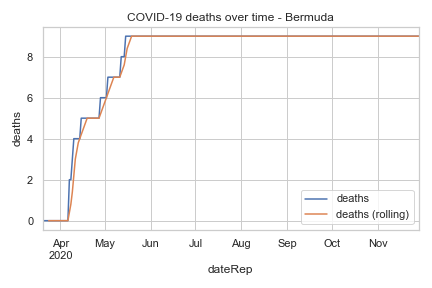 COVID-19 deaths over time - Bermuda
deaths
8
6
4
2
0
deaths
deaths (rolling)
Apr May Jun Jul Aug Sep Oct Nov
2020
dateRep